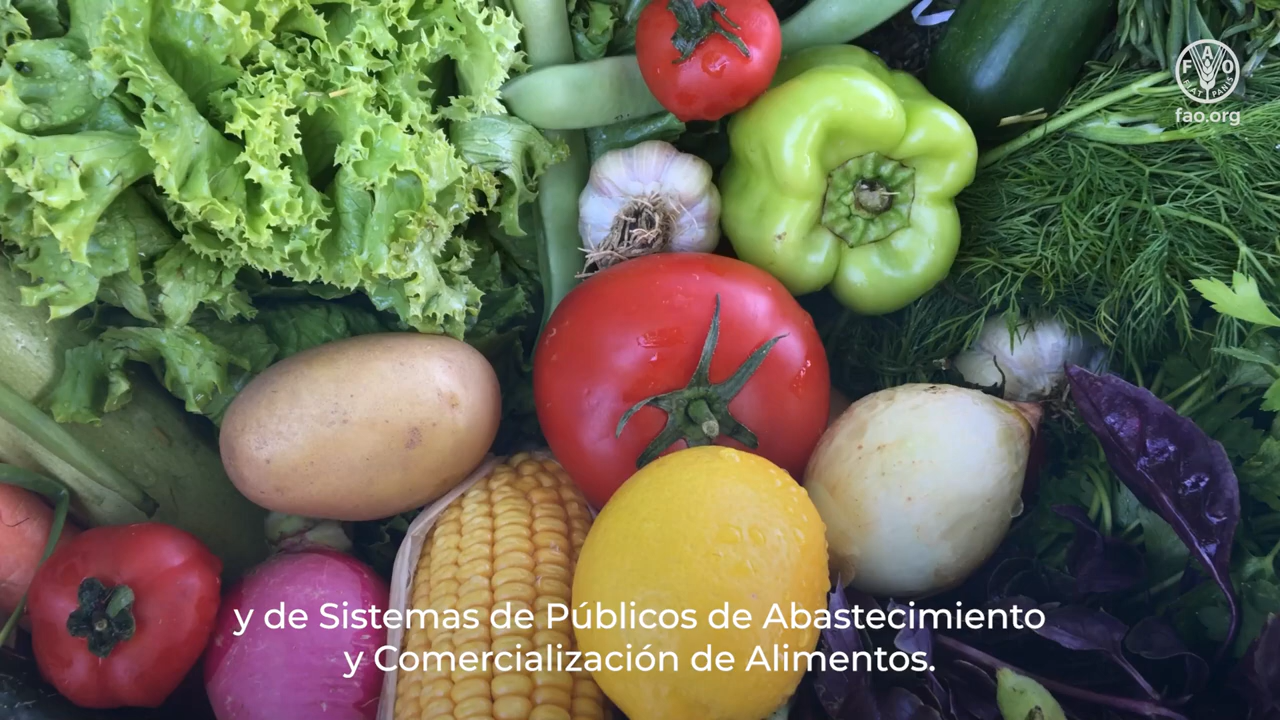 FAO
FIAT PANIS
fao.org
y de Sistemas de Públicos de Abastecimiento
y Comercialización de Alimentos.